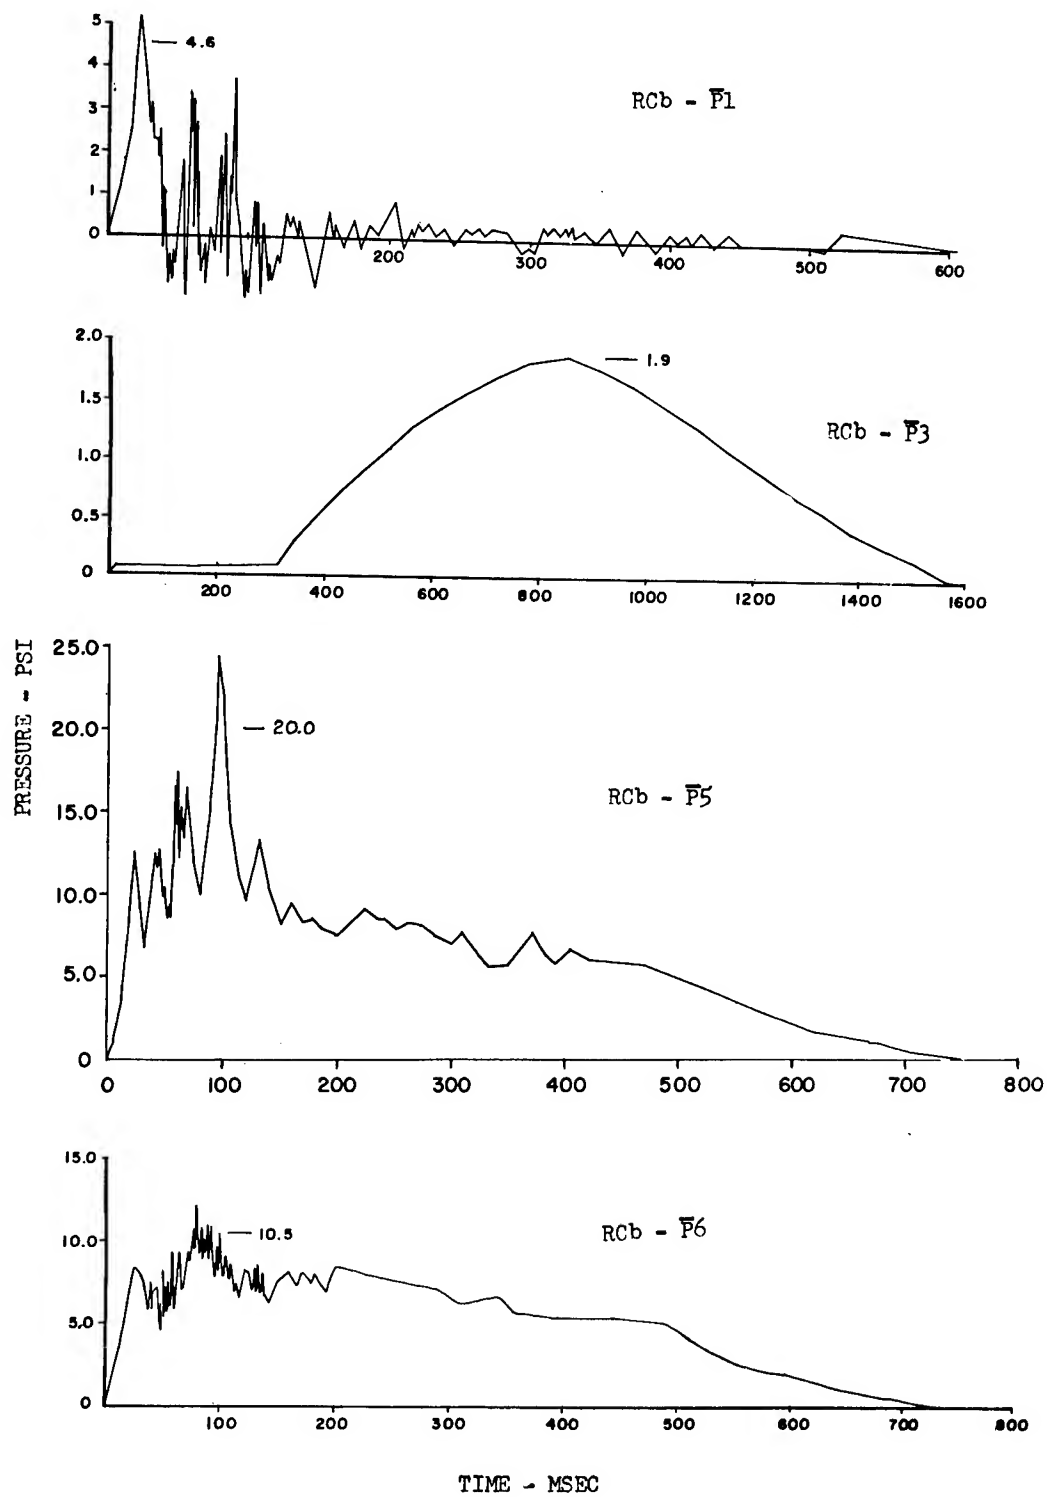 5
— 4.6
4
RCb - P̅1
3
2
1
0
200 300 400 500 600
2.0
— 1.9
1.5
RCb - P̅3
1.0
0.5
0
200 400 600 800 1000 1200 1400 1600
PRESSURE - PSI
25.0
20.0
— 20.0
15.0
RCb - P̅5
10.0
5.0
0
0 100 200 300 400 500 600 700 800
15.0
10.0
— 10.5
RCb - P̅6
5.0
0
100 200 300 400 500 600 700 800
TIME - MSEC